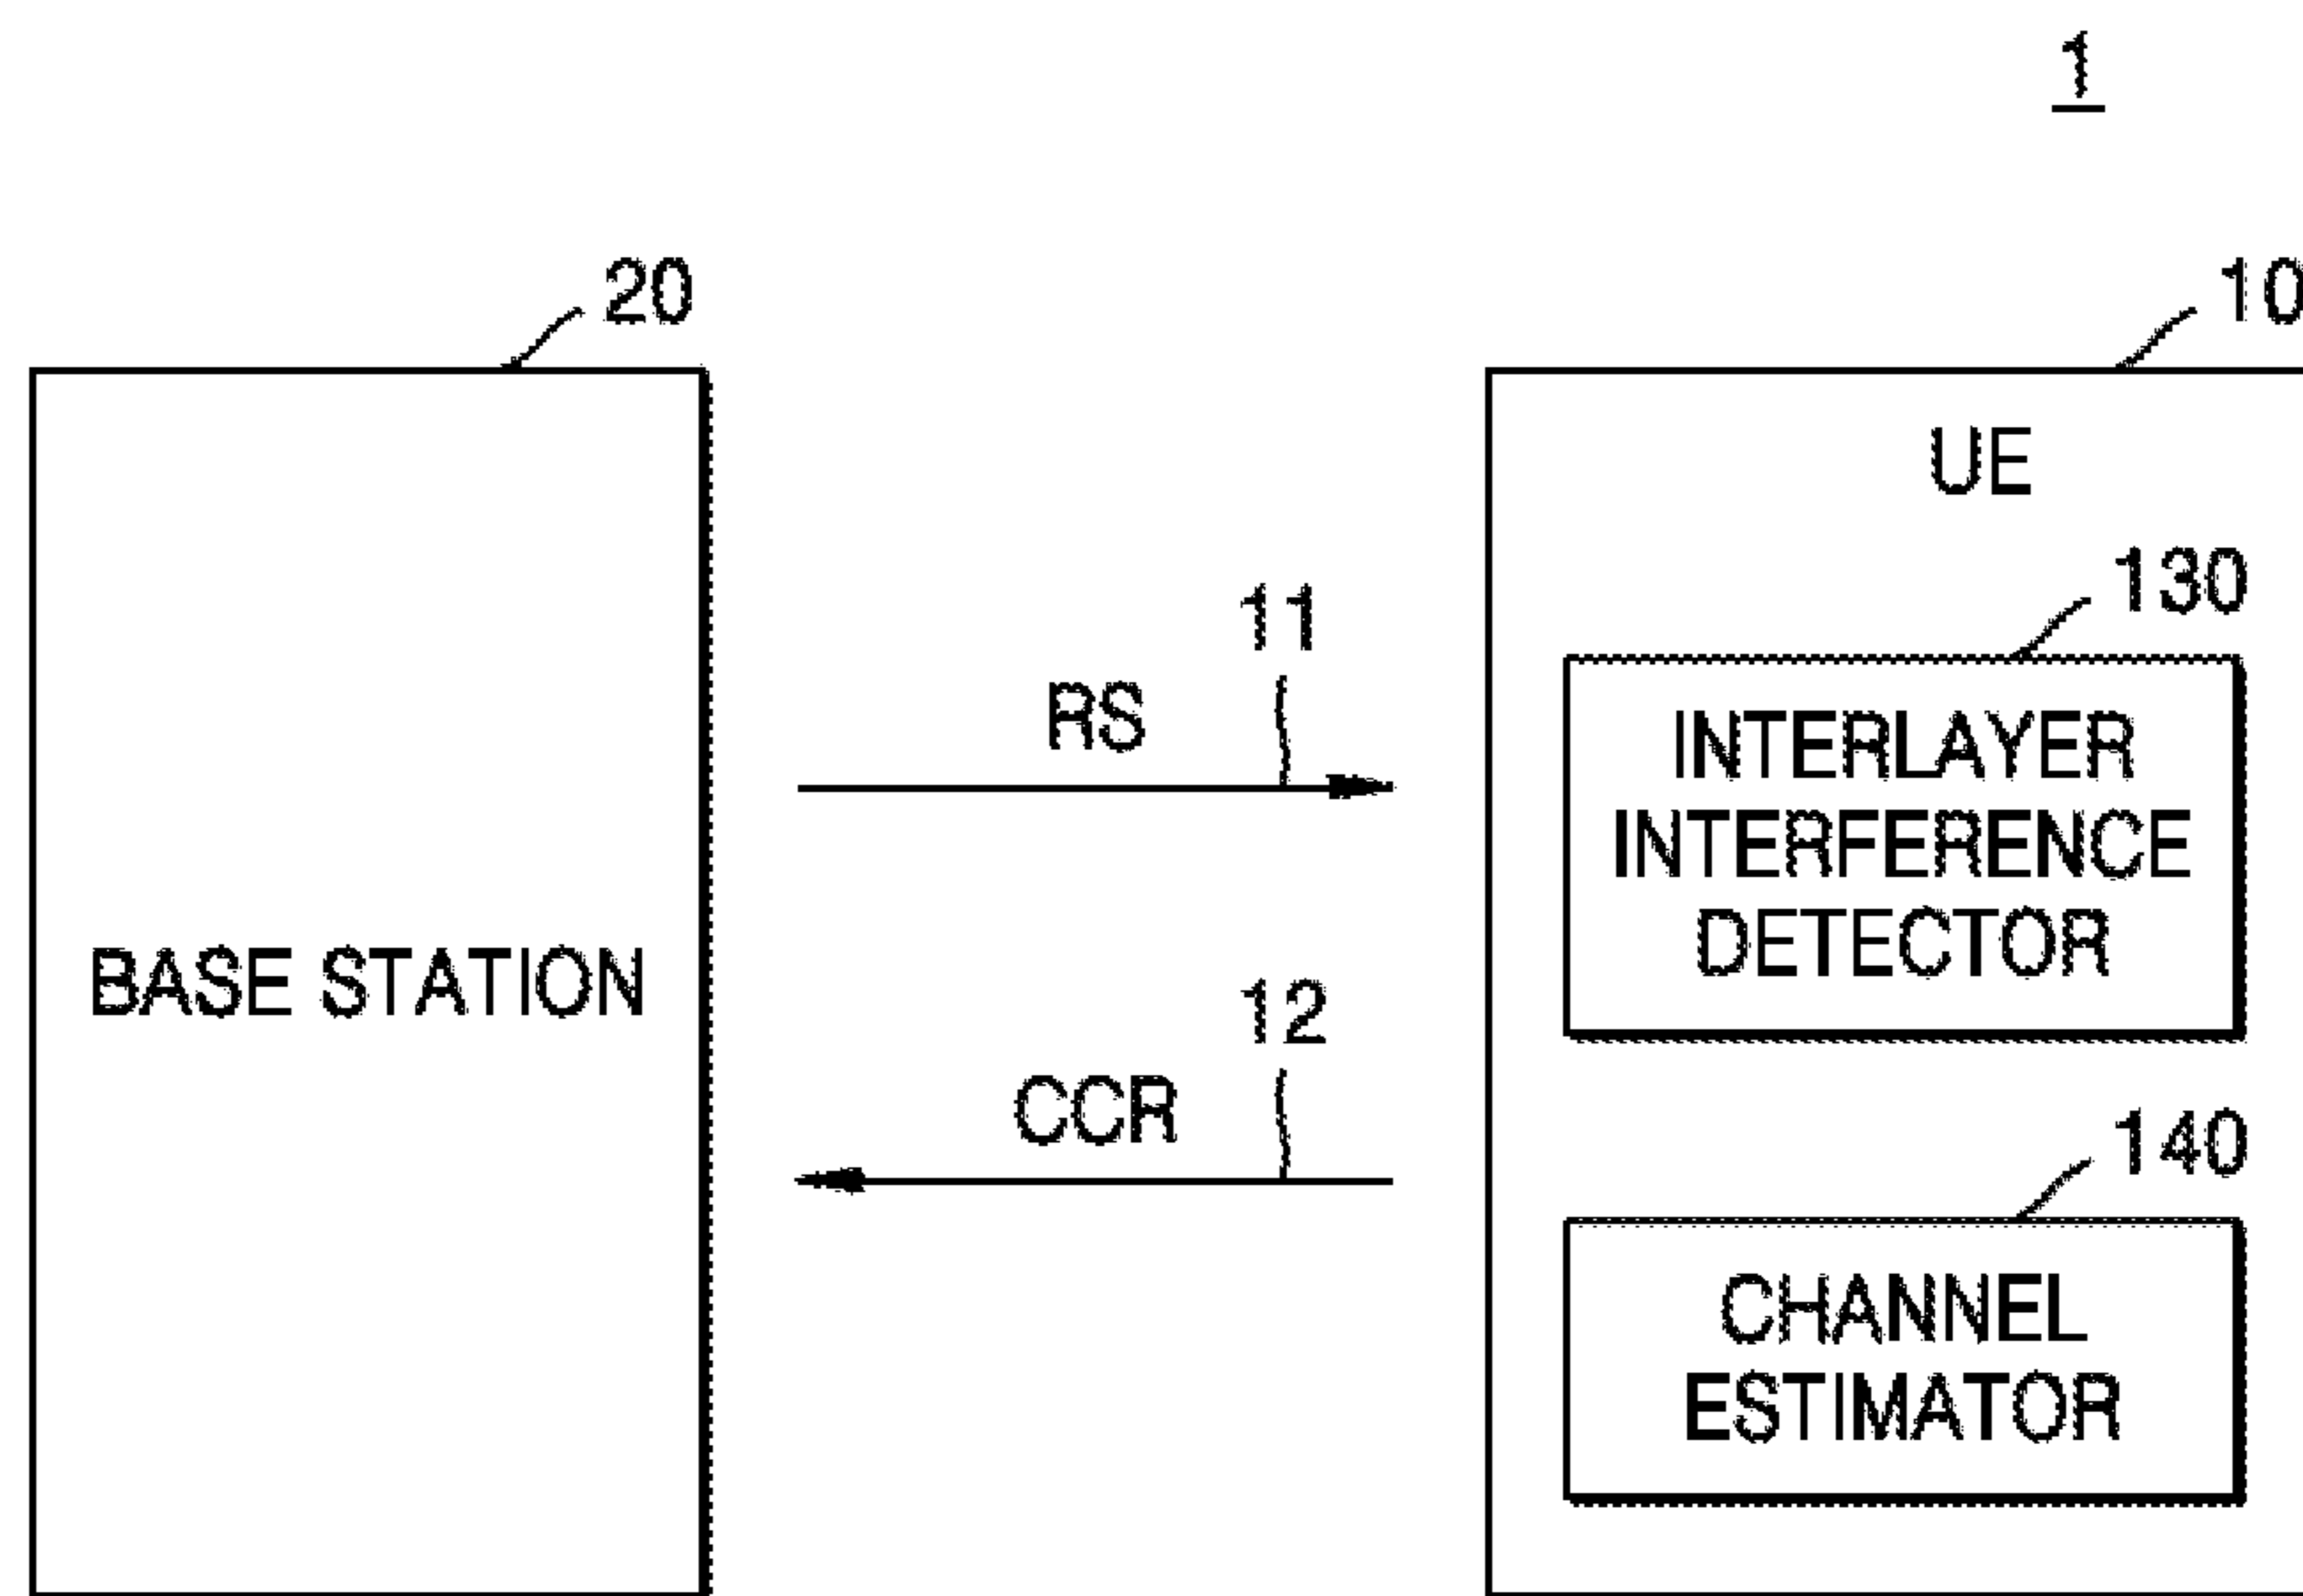 1
20
10
UE
130
11
RS
INTERLAYER
INTERFERENCE
DETECTOR
BASE STATION
12
CCR
140
CHANNEL
ESTIMATOR